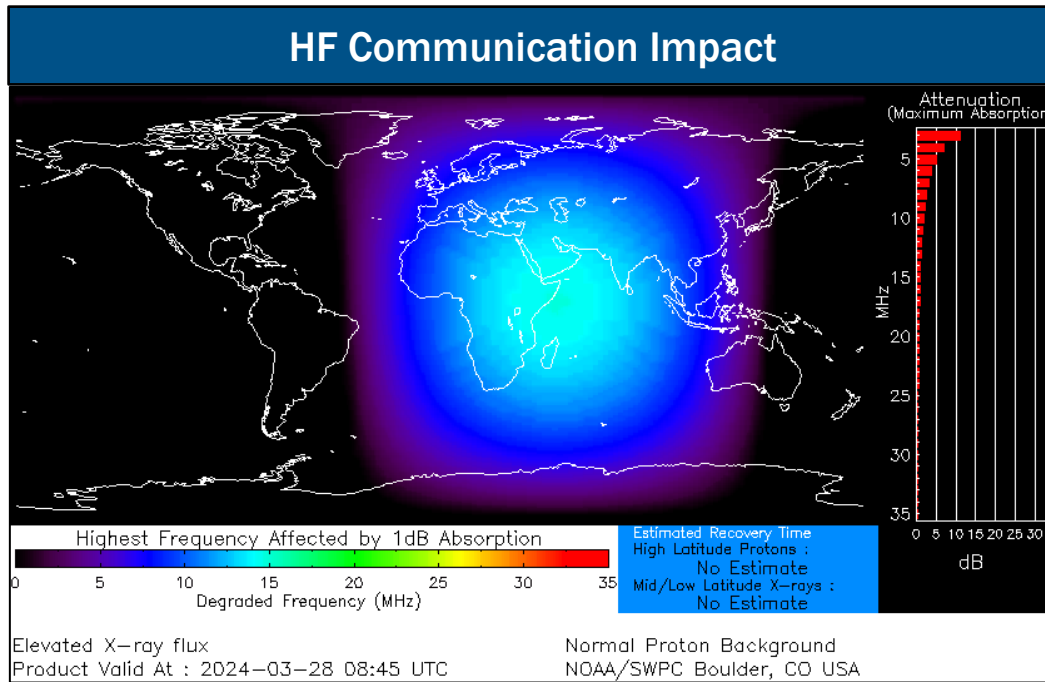 HF Communication Impact
Attenuation
(Maximum Absorption)
5
10
15
20
25
30
35
MHz
0 5 10 15 20 25 30
dB
Highest Frequency Affected by 1dB Absorption
0 5 10 15 20 25 30 35
Degraded Frequency (MHz)
Estimated Recovery Time
High Latitude Protons :
No Estimate
Mid/Low Latitude X-rays :
No Estimate
Elevated X-ray flux
Normal Proton Background
Product Valid At : 2024-03-28 08:45 UTC
NOAA/SWPC Boulder, CO USA